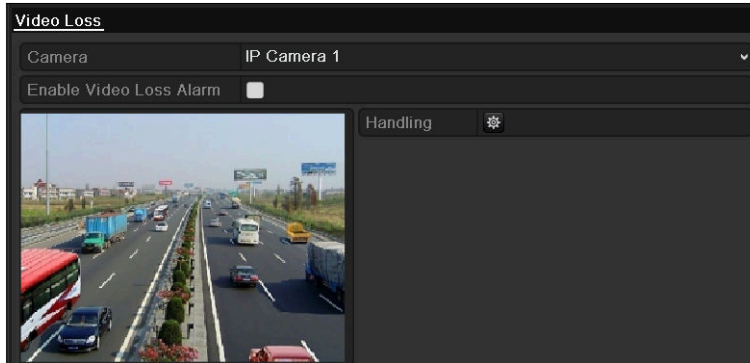 Video Loss
Camera
IP Camera 1
Enable Video Loss Alarm
Handling